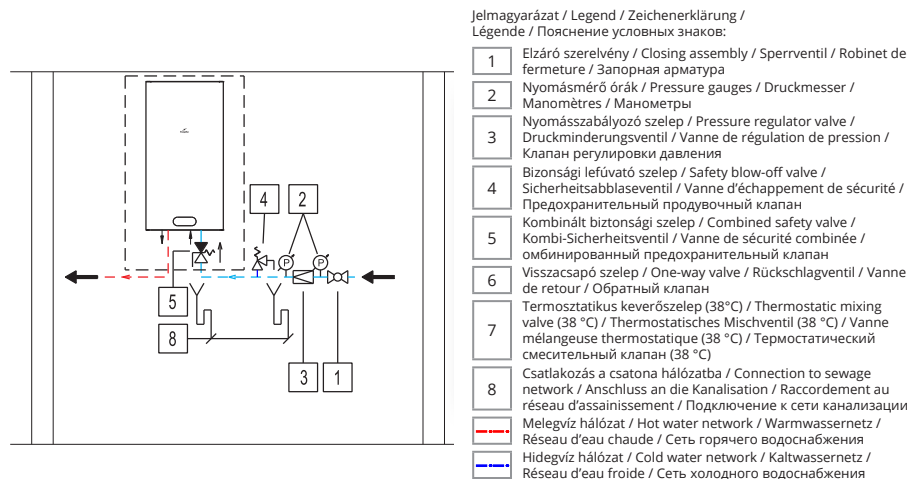 Jelmagyarázat / Legend / Zeichenerklärung /
Légende / Пояснение условных знаков:
1
Elzáró szerelvény / Closing assembly / Sperrventil / Robinet de
fermeture / Запорная арматура
2
Nyomásmérő órák / Pressure gauges / Druckmesser /
Manomètres / Манометры
3
Nyomásszabályozó szelep / Pressure regulator valve /
Druckminderungsventil / Vanne de régulation de pression /
Клапан регулировки давления
4
Bizonsági lefúvató szelep / Safety blow-off valve /
Sicherheitsabblaseventil / Vanne d’échappement de sécurité /
Предохранительный продувочный клапан
5
Kombinált biztonsági szelep / Combined safety valve /
Kombi-Sicherheitsventil / Vanne de sécurité combinée /
омбинированный предохранительный клапан
6
Visszacsapó szelep / One-way valve / Rückschlagventil / Vanne
de retour / Обратный клапан
7
Termosztatikus keverőszelep (38°C) / Thermostatic mixing
valve (38 °C) / Thermostatisches Mischventil (38 °C) / Vanne
mélangeuse thermostatique (38 °C) / Термостатический
смесительный клапан (38 °C)
8
Csatlakozás a csatona hálózatba / Connection to sewage
network / Anschluss an die Kanalisation / Raccordement au
réseau d’assainissement / Подключение к сети канализации
Melegvíz hálózat / Hot water network / Warmwassernetz /
Réseau d’eau chaude / Сеть горячего водоснабжения
Hidegvíz hálózat / Cold water network / Kaltwassernetz /
Réseau d’eau froide / Сеть холодного водоснабжения
4
2
P
P
5
8
3
1